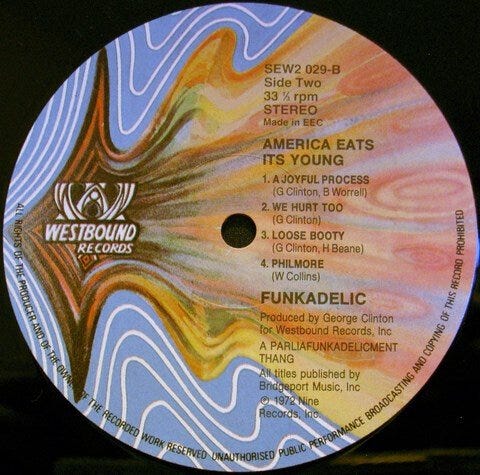 SEW2 029-B
Side Two
33 ⅓ rpm
STEREO
Made in EEC
AMERICA EATS
ITS YOUNG
1. A JOYFUL PROCESS
(G Clinton, B Worrell)
2. WE HURT TOO
(G Clinton)
3. LOOSE BOOTY
(G Clinton, H Beane)
4. PHILMORE
(W Collins)
FUNKADELIC
Produced by George Clinton
for Westbound Records, Inc
A PARLIAFUNKADELICMENT
THANG
All titles published by
Bridgeport Music, Inc
© 1972 Nine
Records, Inc.
WESTBOUND
RECORDS
ALL RIGHTS OF THE PRODUCER AND OF THE OWNER OF THE RECORDED WORK RESERVED UNAUTHORISED PUBLIC PERFORMANCE BROADCASTING AND COPYING OF THIS RECORD PROHIBITED